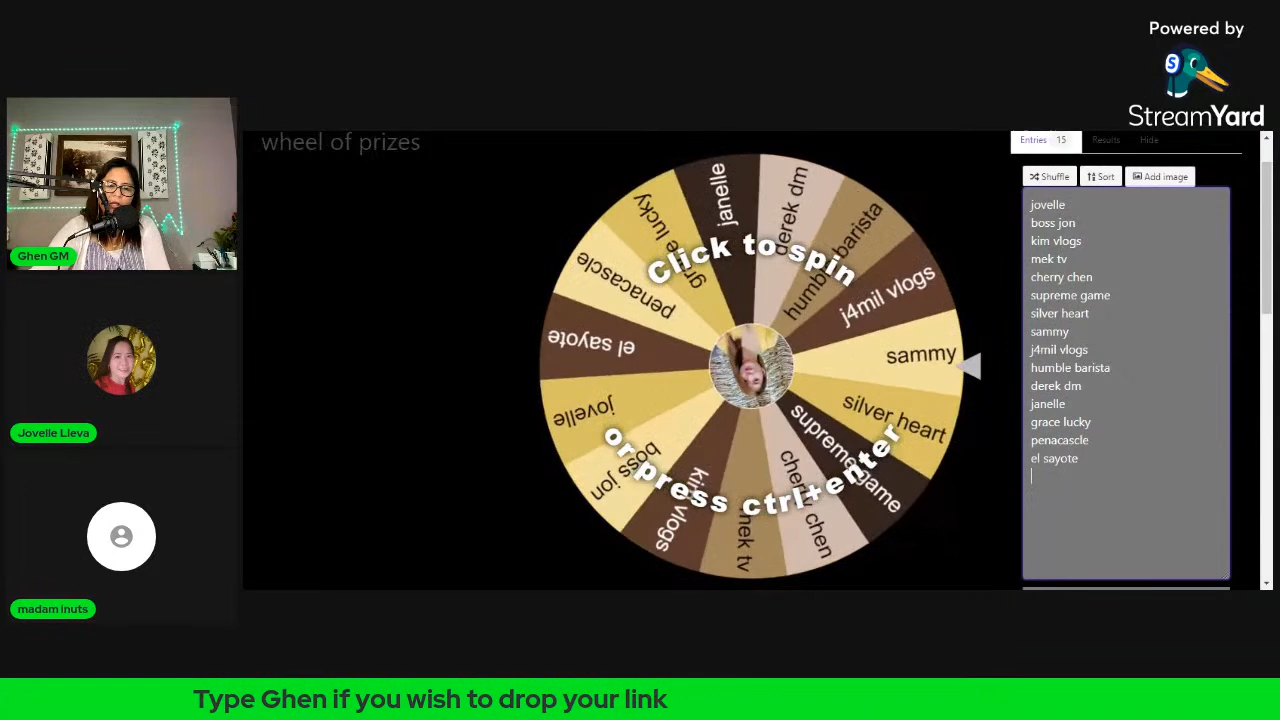 Powered by
S
StreamYard
wheel of prizes
Entries 15
Results
Hide
Shuffle
Sort
Add image
jovelle
boss jon
kim vlogs
mek tv
cherry chen
supreme game
silver heart
sammy
j4mil vlogs
humble barista
derek dm
janelle
grace lucky
penacascle
el sayote
Click to spin
or press ctrl+enter
janelle
derek dm
humble barista
j4mil vlogs
sammy
silver heart
supreme game
cherry chen
mek tv
kim vlogs
boss jon
jovelle
el sayote
penacascle
grace lucky
Ghen GM
Jovelle Lleva
madam inuts
Type Ghen if you wish to drop your link